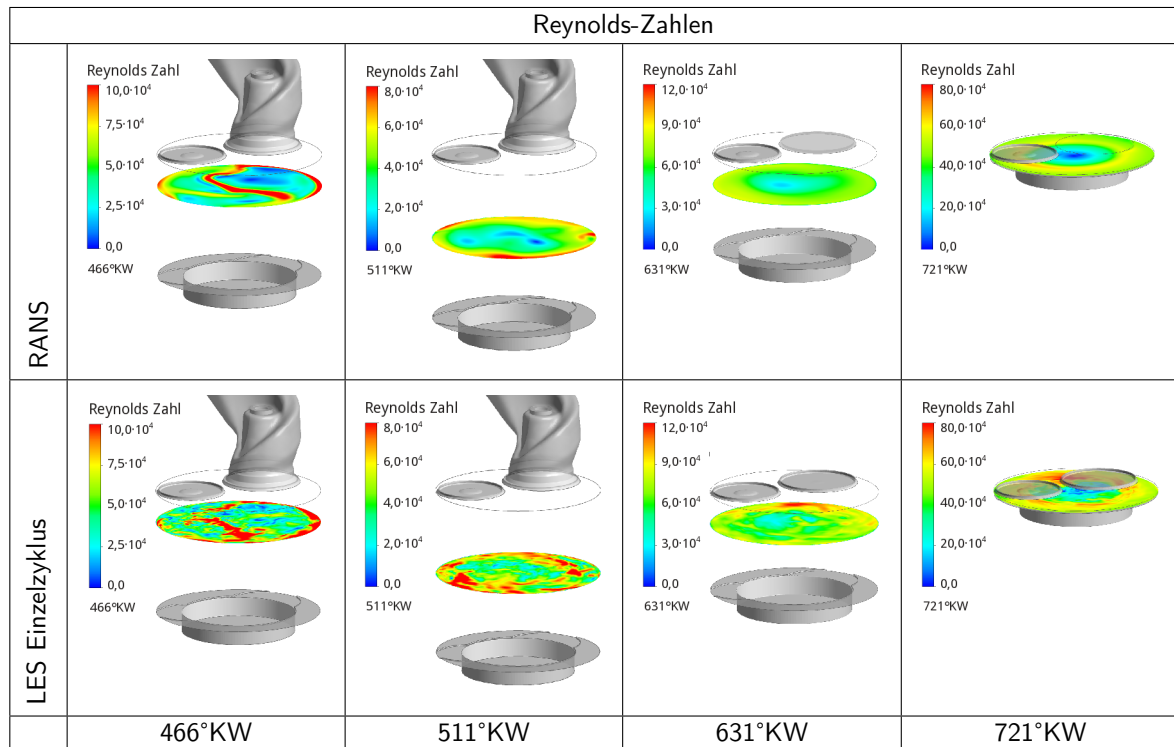 Reynolds-Zahlen
RANS
Reynolds Zahl
10,0·10⁴
7,5·10⁴
5,0·10⁴
2,5·10⁴
0,0
466°KW
Reynolds Zahl
8,0·10⁴
6,0·10⁴
4,0·10⁴
2,0·10⁴
0,0
511°KW
Reynolds Zahl
12,0·10⁴
9,0·10⁴
6,0·10⁴
3,0·10⁴
0,0
631°KW
Reynolds Zahl
80,0·10⁴
60,0·10⁴
40,0·10⁴
20,0·10⁴
0,0
721°KW
LES Einzelzyklus
Reynolds Zahl
10,0·10⁴
7,5·10⁴
5,0·10⁴
2,5·10⁴
0,0
466°KW
Reynolds Zahl
8,0·10⁴
6,0·10⁴
4,0·10⁴
2,0·10⁴
0,0
511°KW
Reynolds Zahl
12,0·10⁴
9,0·10⁴
6,0·10⁴
3,0·10⁴
0,0
631°KW
Reynolds Zahl
80,0·10⁴
60,0·10⁴
40,0·10⁴
20,0·10⁴
0,0
721°KW
466°KW
511°KW
631°KW
721°KW